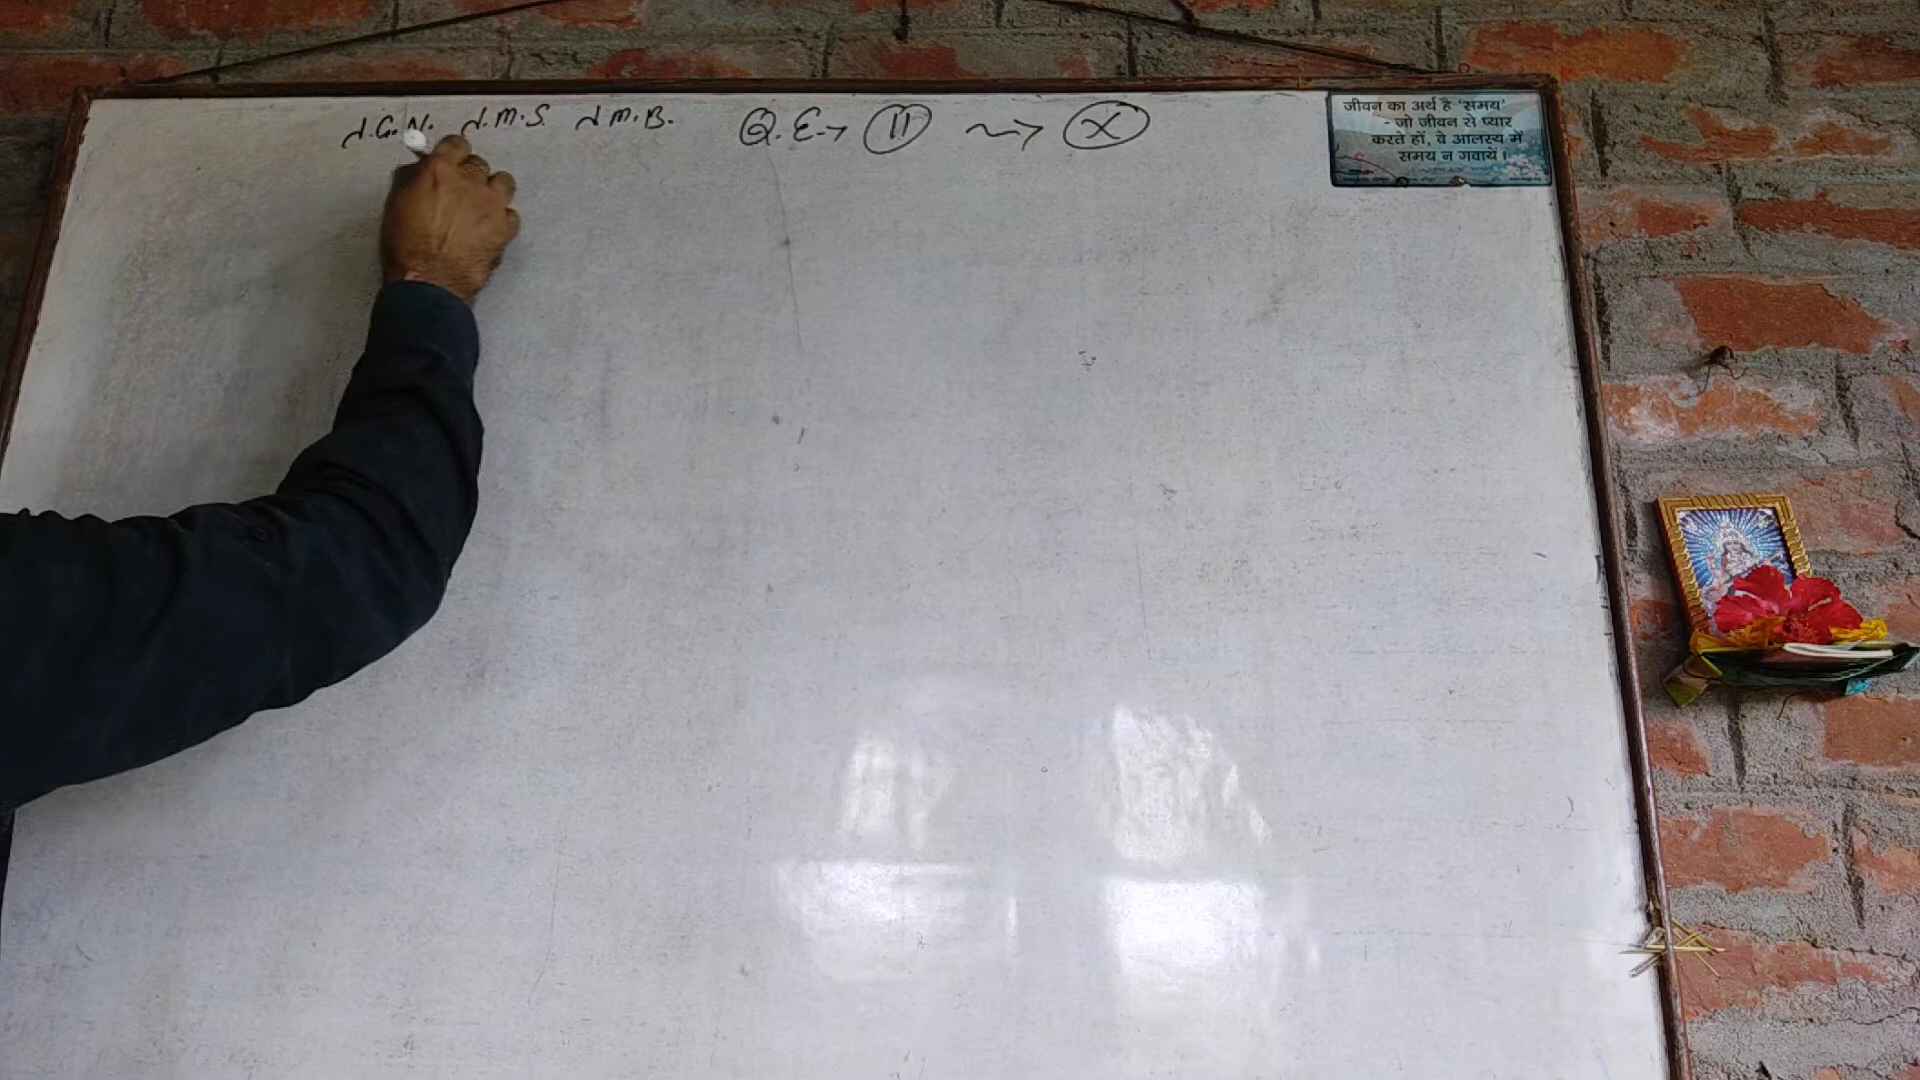 J.G.N. J.M.S. J.M.B. Q.E.→ 11 ~→ X
जीवन का अर्थ है 'समय'
- जो जीवन से प्यार
करते हों, वे आलस्य में
समय न गवायें।